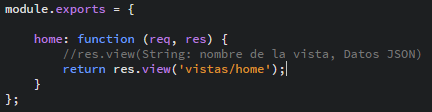 module.exports = {
home: function (req, res) {
//res.view(String: nombre de la vista, Datos JSON)
return res.view('vistas/home');
}
};